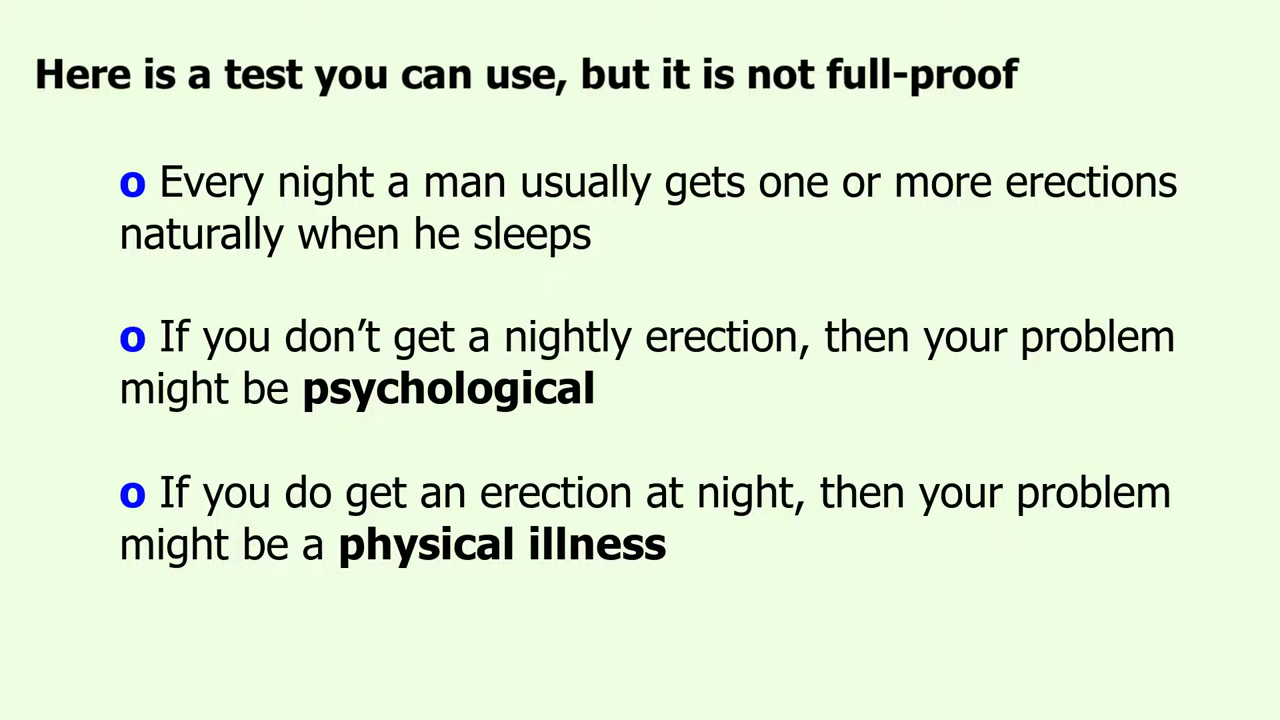 Here is a test you can use, but it is not full-proof
o Every night a man usually gets one or more erections
naturally when he sleeps
o If you don’t get a nightly erection, then your problem
might be psychological
o If you do get an erection at night, then your problem
might be a physical illness